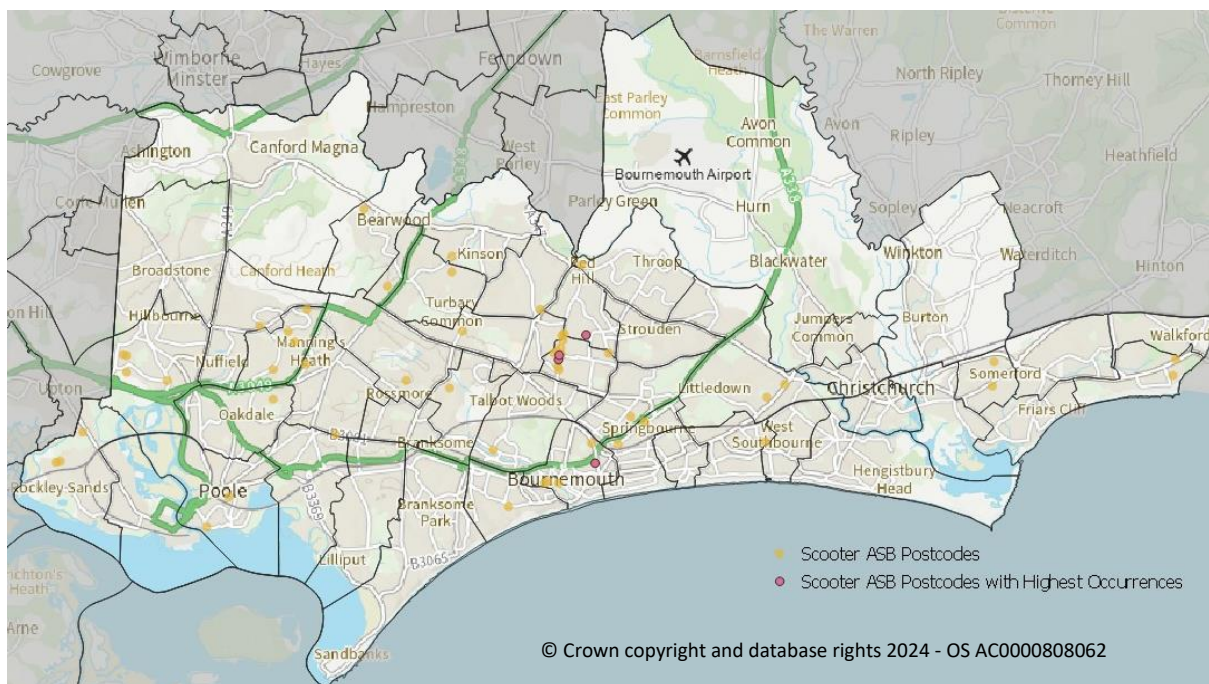 Distinctive
Common
Wimborne
Minster
Hayes
Ferndown
Barnsfield
Heath
The Warren
Cowgrove
North Ripley
Thorney Hill
Hampreston
East Parley
Common
Avon
Common
Avon
Ripley
Ashington
Canford Magna
West
Parley
Heathfield
Bournemouth Airport
A338
Corfe Mullen
A349
Bearwood
Parley Green
Hurn
Sopley
Neacroft
Kinson
Winkton
Waterditch
Broadstone
Canford Heath
Red
Hill
Throop
Blackwater
Hinton
Hillbourne
Turbary
Common
Strouden
Jumpers
Common
Burton
Walkford
Nuffield
Manning's
Heath
Upton
A3049
Rossmore
Talbot Woods
Littledown
Christchurch
Somerford
Oakdale
Friars Cliff
Branksome
Springbourne
West
Southbourne
Rockley Sands
Poole
Bournemouth
Hengistbury
Head
B3369
Branksome
Park
Lilliput
B3065
Scooter ASB Postcodes
Scooter ASB Postcodes with Highest Occurrences
Arne
Sandbanks
© Crown copyright and database rights 2024 - OS AC0000808062